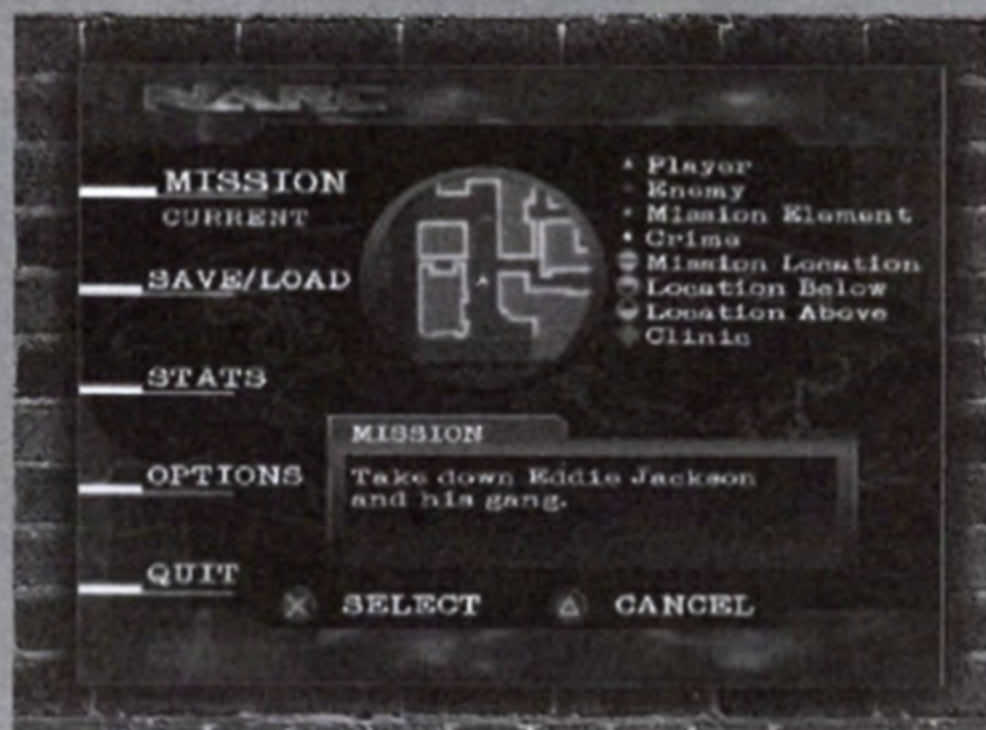 NARC
MISSION
CURRENT
SAVE/LOAD
STATS
OPTIONS
QUIT
Player
Enemy
Mission Element
Crime
Mission Location
Location Below
Location Above
Clinic
MISSION
Take down Eddie Jackson
and his gang.
SELECT
CANCEL